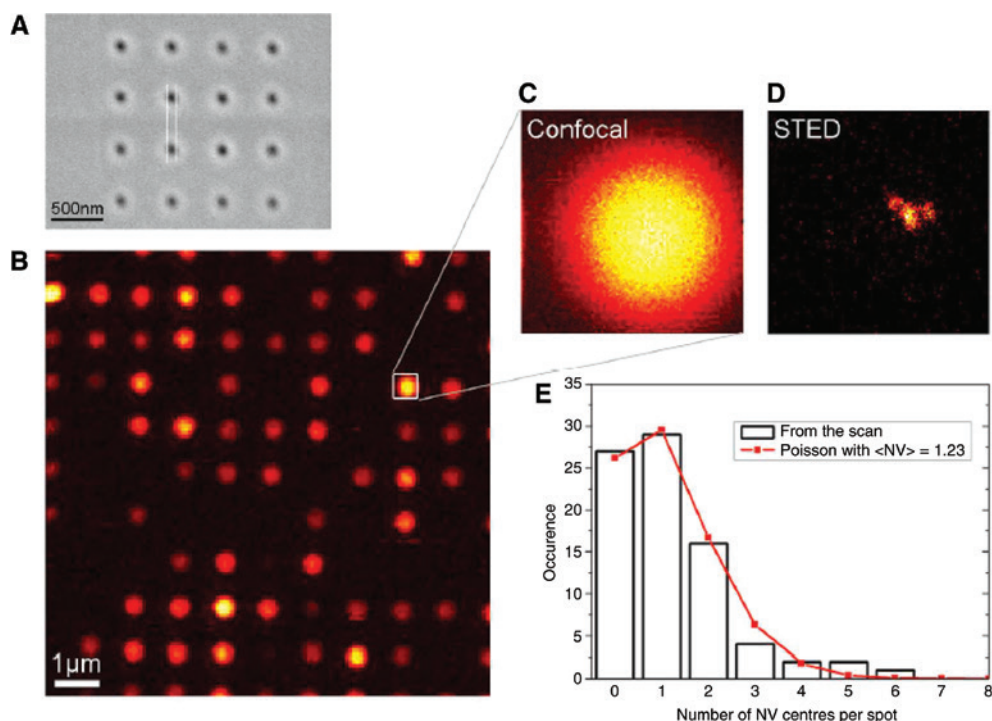 A
500nm
B
1µm
C
Confocal
D
STED
E
From the scan
Poisson with <NV> = 1.23
Occurence
35
30
25
20
15
10
5
0
0 1 2 3 4 5 6 7 8
Number of NV centres per spot